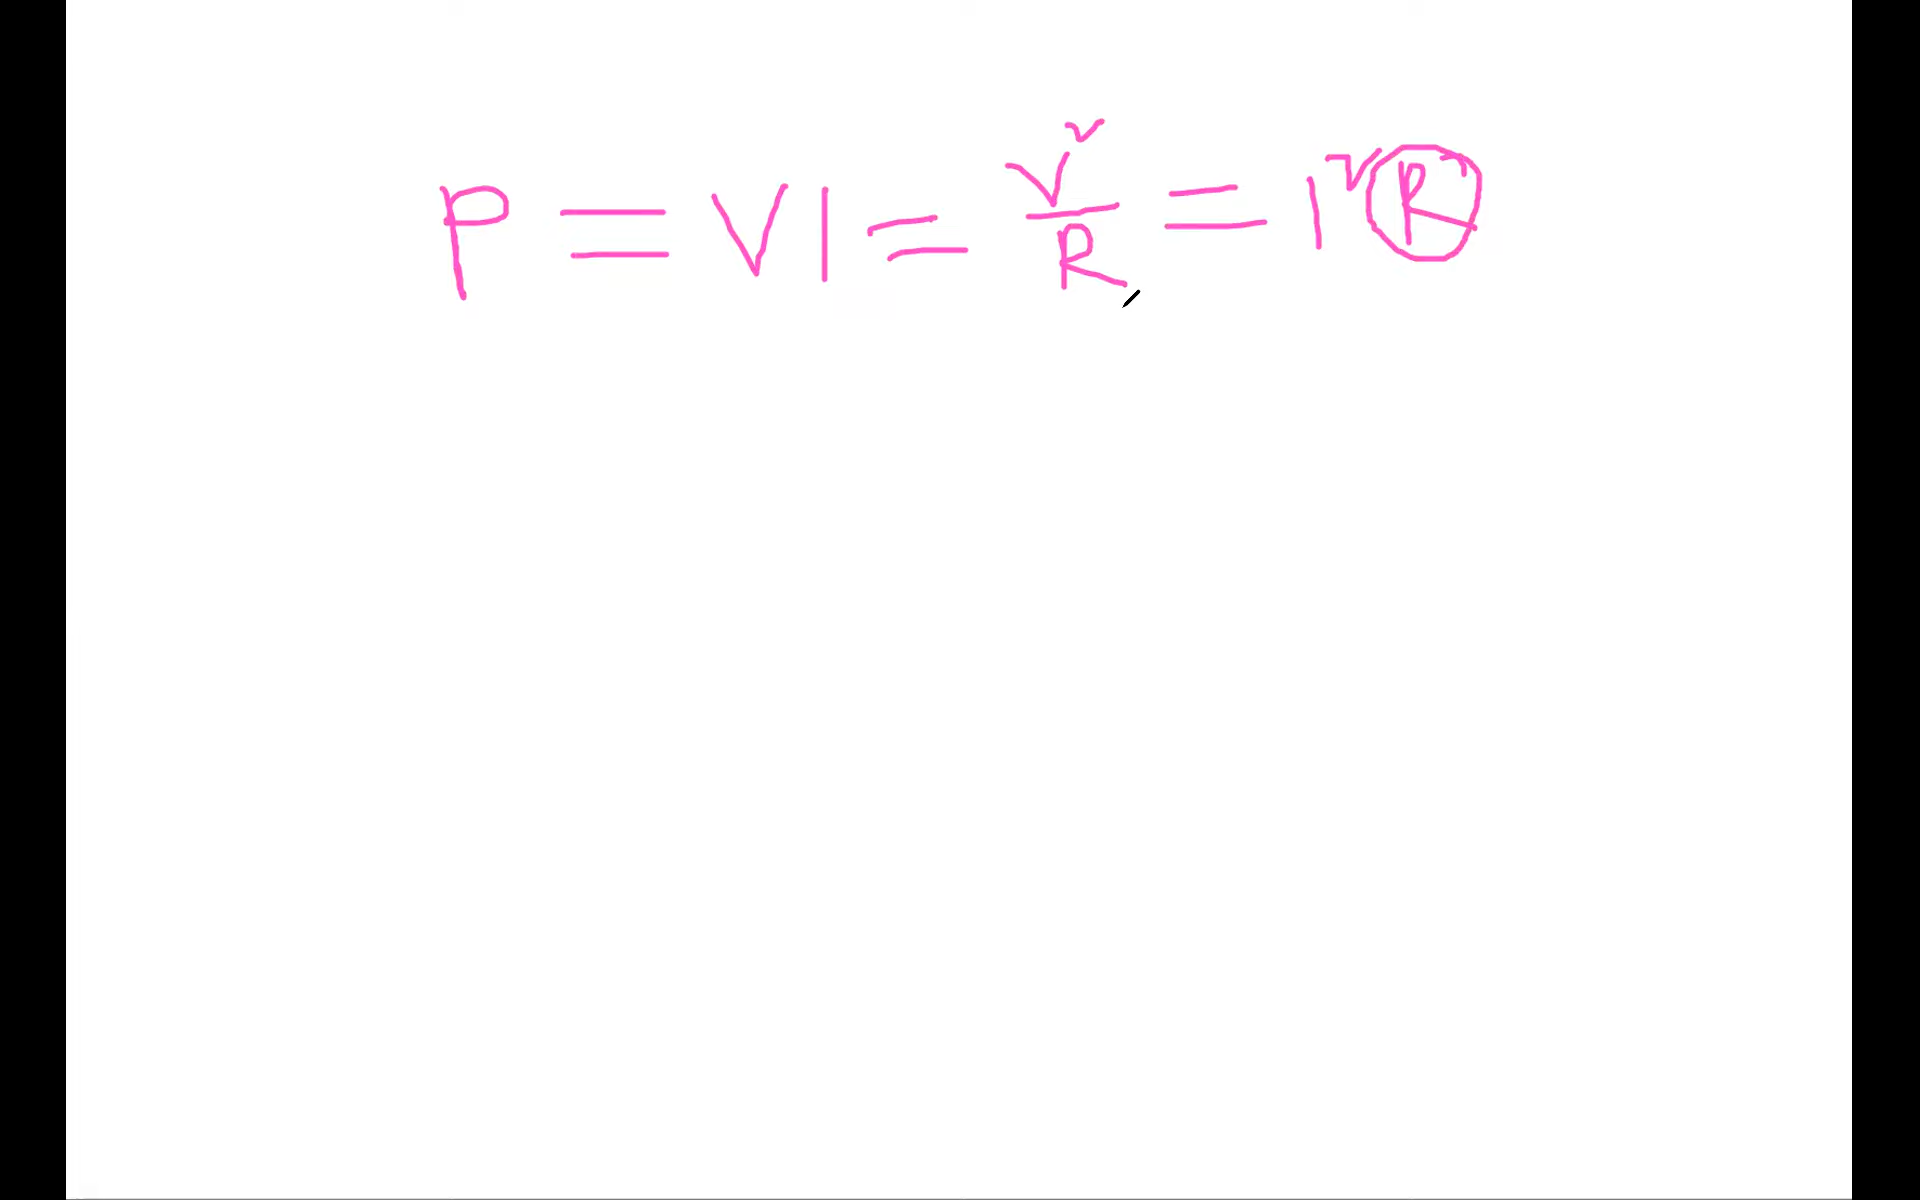 P = VI = V²/R = I²R